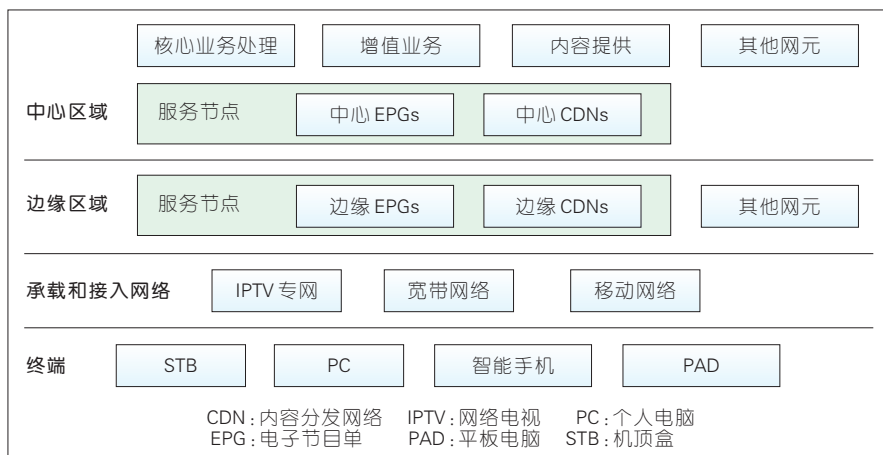 核心业务处理 增值业务 内容提供 其他网元
中心区域 服务节点 中心 EPGs 中心 CDNs
边缘区域 服务节点 边缘 EPGs 边缘 CDNs 其他网元
承载和接入网络 IPTV 专网 宽带网络 移动网络
终端 STB PC 智能手机 PAD
CDN：内容分发网络 IPTV：网络电视 PC：个人电脑
EPG：电子节目单 PAD：平板电脑 STB：机顶盒